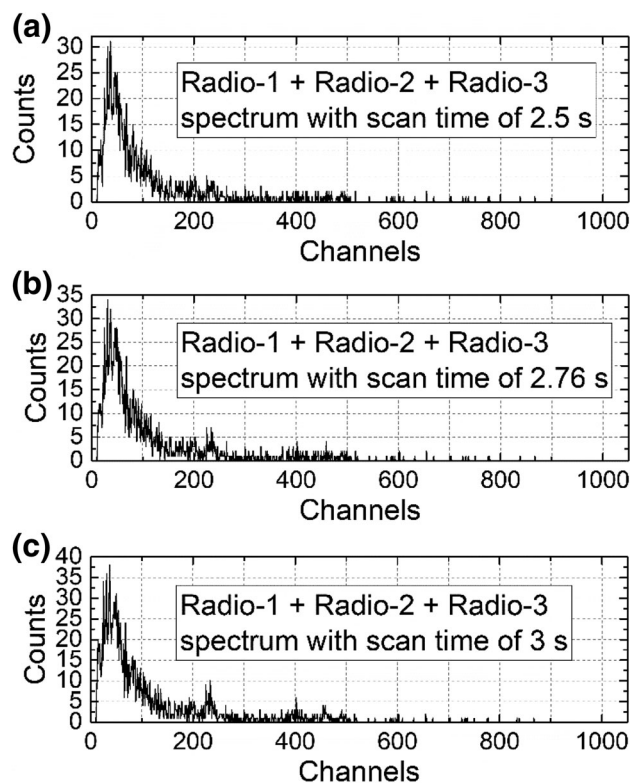 (a)
Radio-1 + Radio-2 + Radio-3
spectrum with scan time of 2.5 s
Counts
30
25
20
15
10
5
0
0 200 400 600 800 1000
Channels
(b)
Radio-1 + Radio-2 + Radio-3
spectrum with scan time of 2.76 s
Counts
35
30
25
20
15
10
5
0
0 200 400 600 800 1000
Channels
(c)
Radio-1 + Radio-2 + Radio-3
spectrum with scan time of 3 s
Counts
40
35
30
25
20
15
10
5
0
0 200 400 600 800 1000
Channels